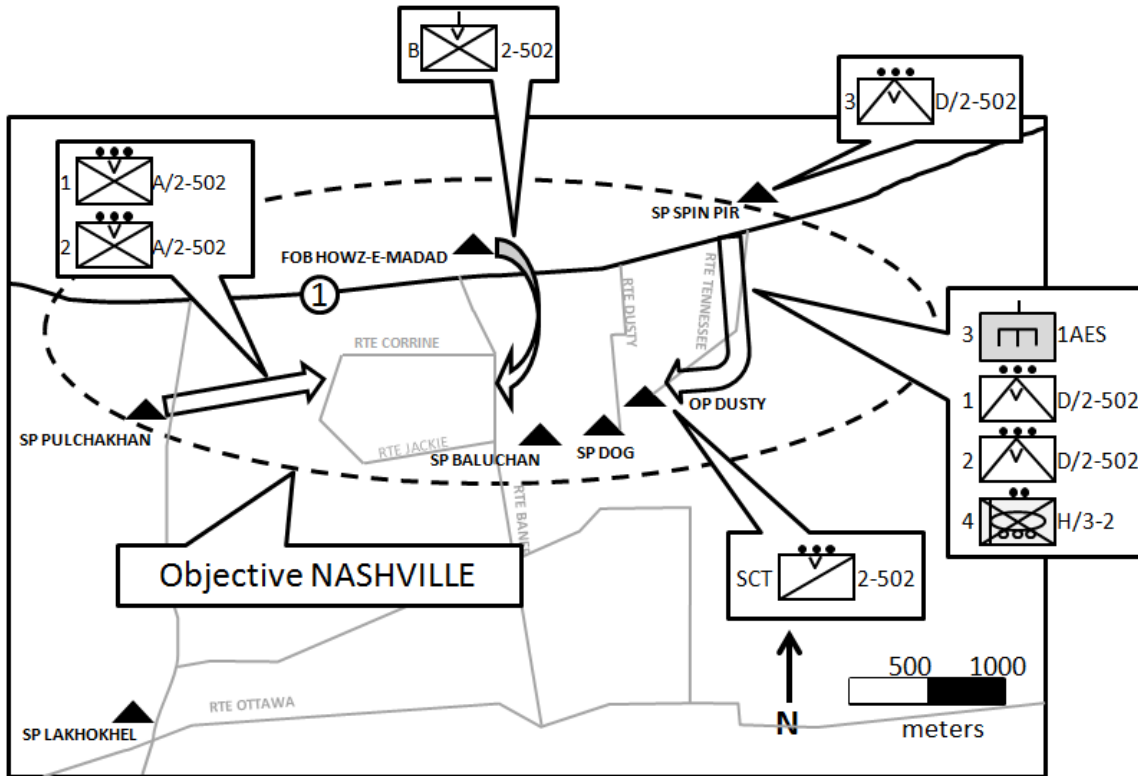 B 2-502
3 D/2-502
1 A/2-502
2 A/2-502
SP SPIN PIR
FOB HOWZ-E-MADAD
1
RTE DUSTY
RTE TENNESSEE
RTE CORRINE
3 1AES
1 D/2-502
2 D/2-502
4 H/3-2
SP PULCHAKHAN
OP DUSTY
RTE JACKIE
SP BALUCHAN
SP DOG
RTE
Objective NASHVILLE
SCT 2-502
500 1000
meters
N
RTE OTTAWA
SP LAKHOKHEL